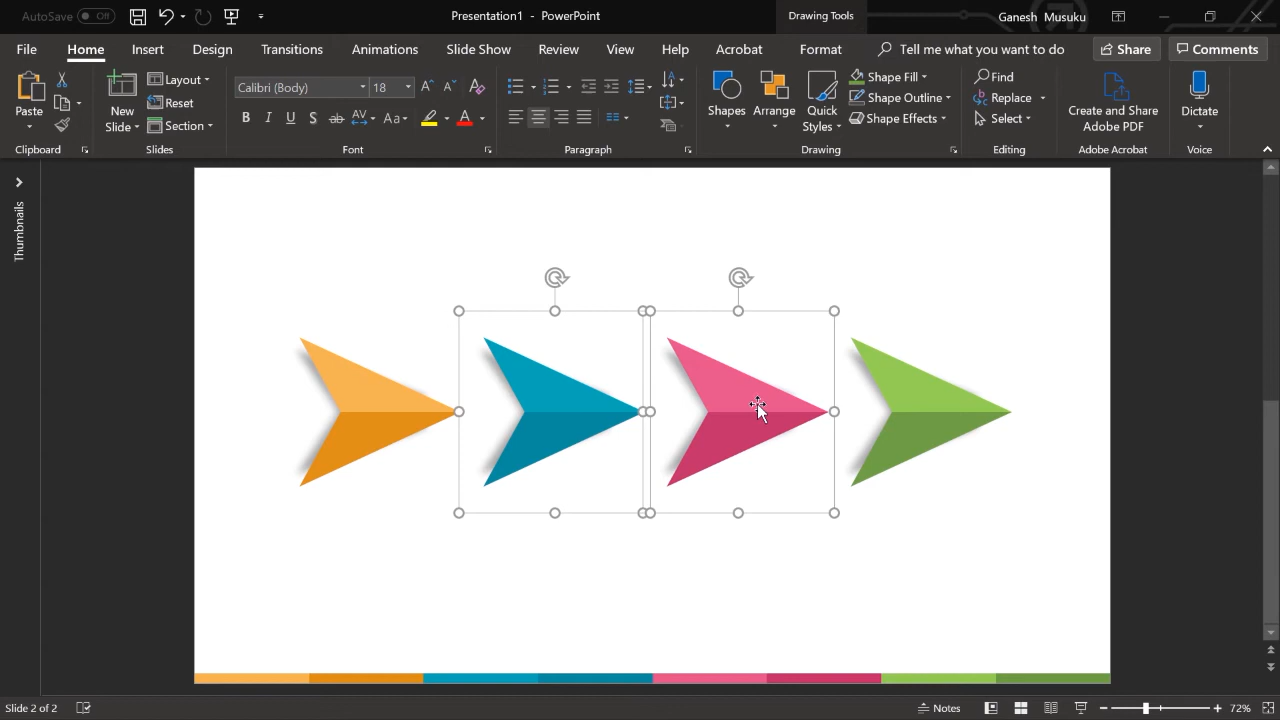 AutoSave Off
Presentation1 - PowerPoint
Drawing Tools
Ganesh Musuku
File Home Insert Design Transitions Animations Slide Show Review View Help Acrobat Format Tell me what you want to do Share Comments
Paste
Clipboard
New
Slide
Layout
Reset
Section
Slides
Calibri (Body) 18
B I U S ab AV Aa A
Font
Paragraph
Shapes
Arrange
Quick
Styles
Shape Fill
Shape Outline
Shape Effects
Drawing
Find
Replace
Select
Editing
Create and Share
Adobe PDF
Adobe Acrobat
Dictate
Voice
Thumbnails
Slide 2 of 2
Notes
72%